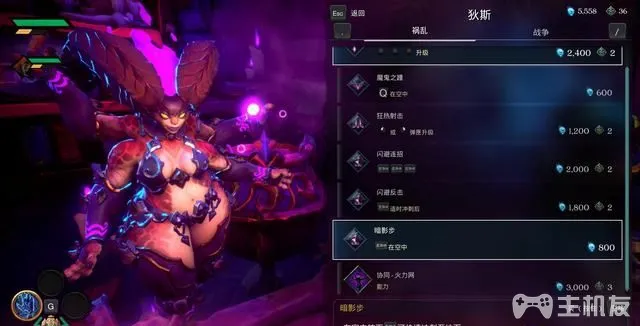 Esc 返回
狄斯
5,558 36
, 祸乱 战争 /
升级 2,400 2
魔鬼之蹱
Q 在空中 600
狂热射击
或 弹匣升级 1,200 2
闪避连招
2,000 2
闪避反击
适时冲刺后 1,800 2
暗影步
在空中 800
协同 - 火力网
能力 3,000 3
暗影步
G
主机友